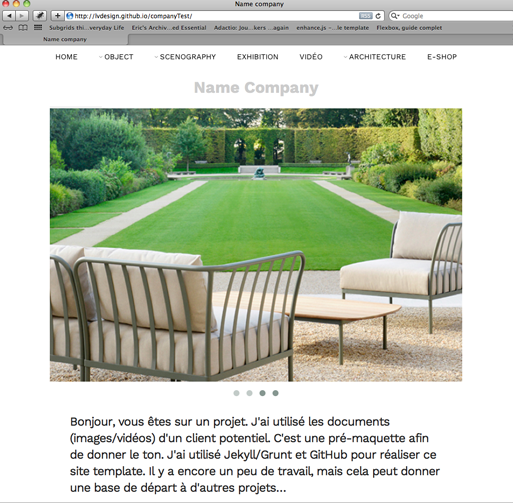 Name company
http://lvdesign.github.io/companyTest/
RSS
Google
Subgrids thi...veryday Life Eric's Archiv...ed Essential Adactio: Jou...kers ...again enhance.js –...le template Flexbox, guide complet
Name company
HOME OBJECT SCENOGRAPHY EXHIBITION VIDÉO ARCHITECTURE E-SHOP
Name Company
Bonjour, vous êtes sur un projet. J'ai utilisé les documents
(images/vidéos) d'un client potentiel. C'est une pré-maquette afin
de donner le ton. J'ai utilisé Jekyll/Grunt et GitHub pour réaliser ce
site template. Il y a encore un peu de travail, mais cela peut donner
une base de départ à d'autres projets...